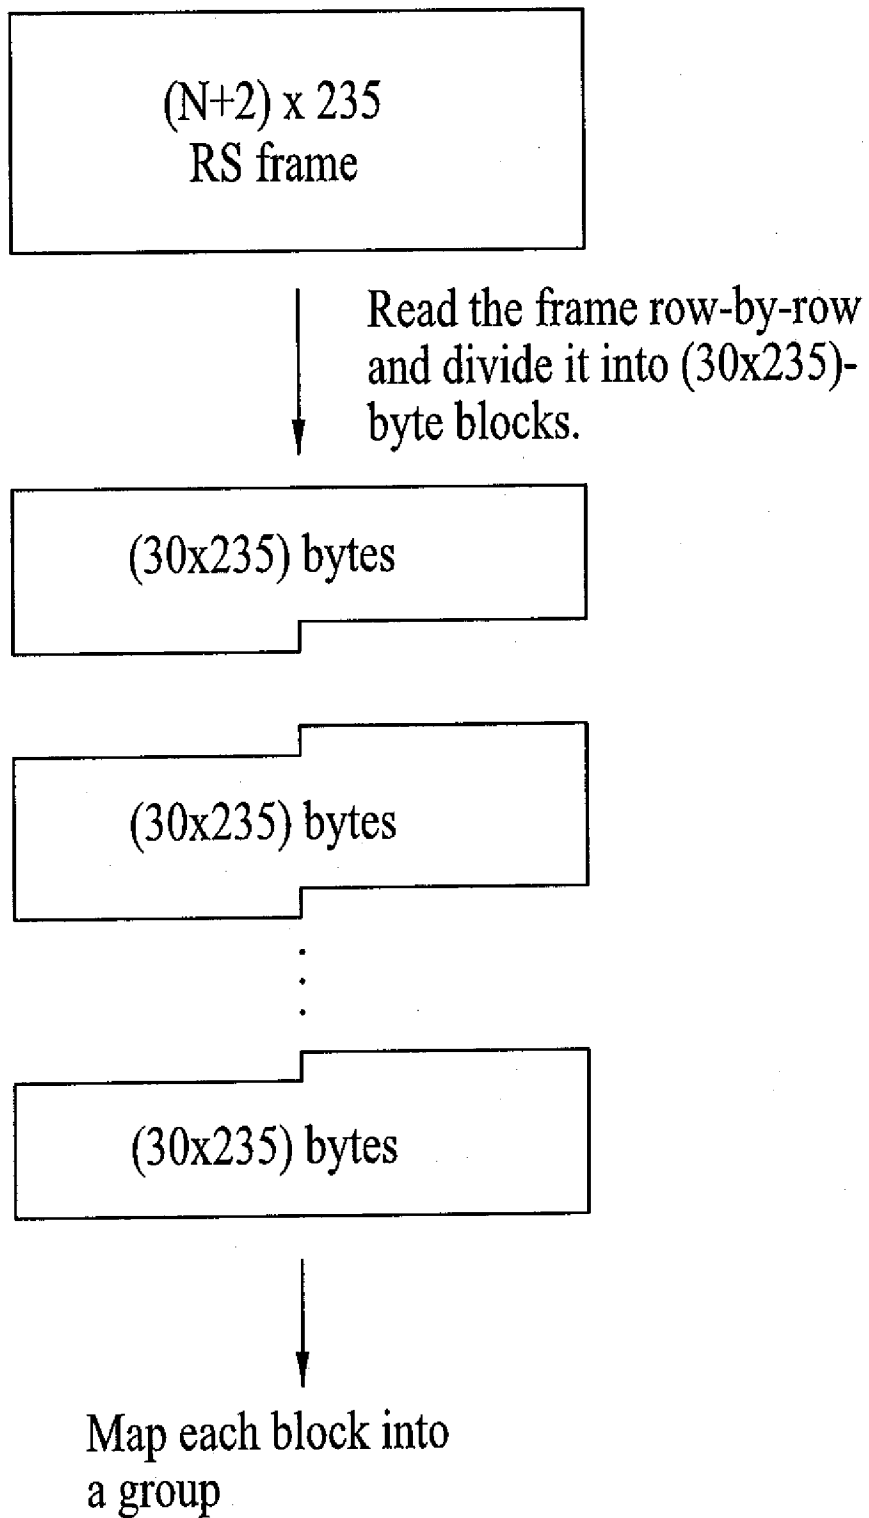 (N+2) x 235
RS frame
Read the frame row-by-row
and divide it into (30x235)-
byte blocks.
(30x235) bytes
(30x235) bytes
(30x235) bytes
Map each block into
a group